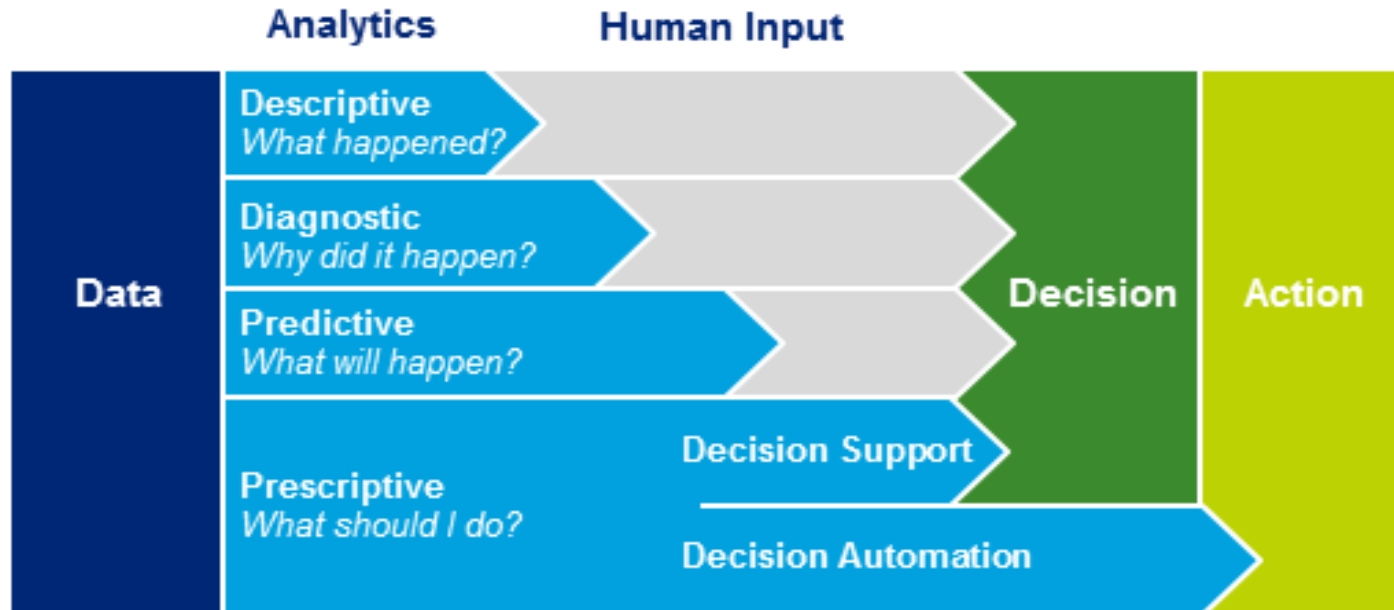 Analytics
Human Input
Descriptive
What happened?
Diagnostic
Why did it happen?
Data
Decision
Action
Predictive
What will happen?
Decision Support
Prescriptive
What should I do?
Decision Automation